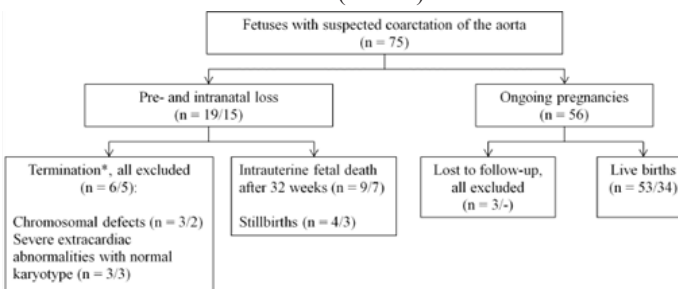 Fetuses with suspected coarctation of the aorta
(n = 75)
Pre- and intranatal loss
(n = 19/15)
Ongoing pregnancies
(n = 56)
Termination*, all excluded
(n = 6/5):
Chromosomal defects (n = 3/2)
Severe extracardiac
abnormalities with normal
karyotype (n = 3/3)
Intrauterine fetal death
after 32 weeks (n = 9/7)
Stillbirths (n = 4/3)
Lost to follow-up,
all excluded
(n = 3/-)
Live births
(n = 53/34)